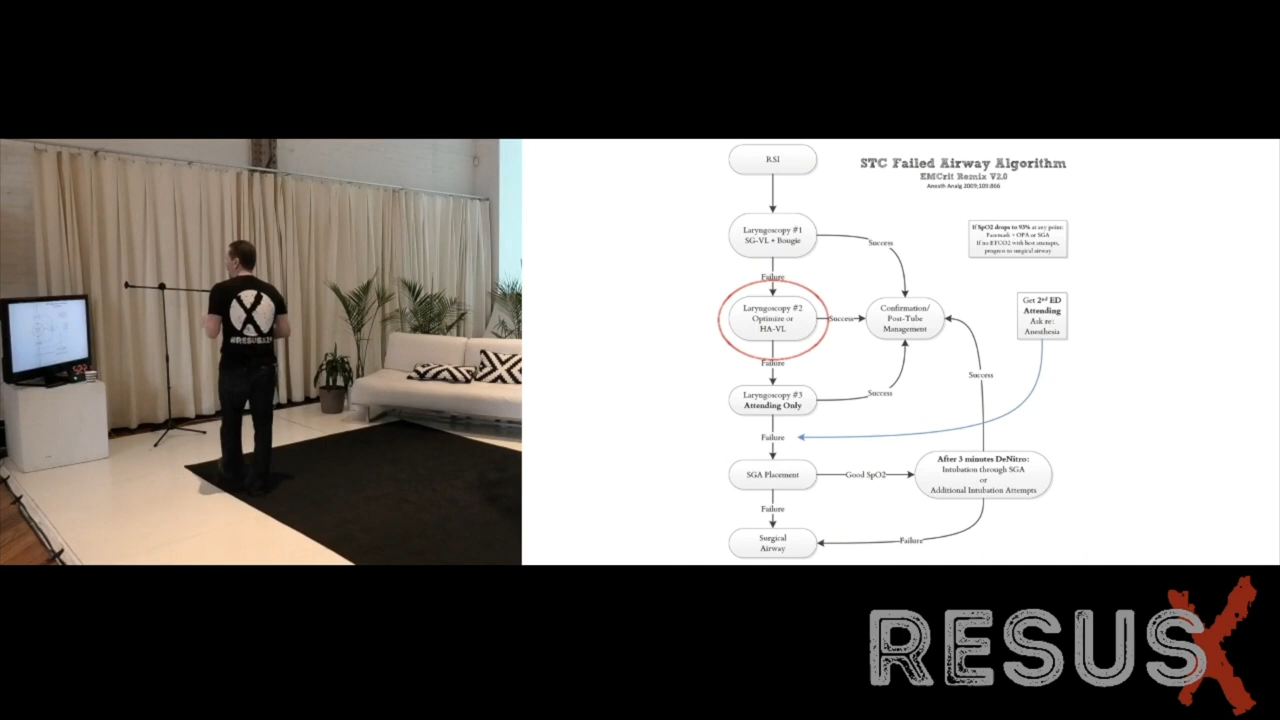 STC Failed Airway Algorithm
EMCrit Remix V2.0
Anesth Analg 2009;109:866
RSI
Laryngoscopy #1
SG-VL + Bougie
Success
If SpO2 drops to 93% at any point:
Facemask + OPA or SGA
If no ETCO2 with best attempts,
progress to surgical airway
Failure
Laryngoscopy #2
Optimize or
HA-VL
Success
Confirmation/
Post-Tube
Management
Get 2nd ED
Attending
Ask re:
Anesthesia
Failure
Laryngoscopy #3
Attending Only
Success
Success
Failure
SGA Placement
Good SpO2
After 3 minutes DeNitro:
Intubation through SGA
or
Additional Intubation Attempts
Failure
Surgical
Airway
Failure
RESUSX